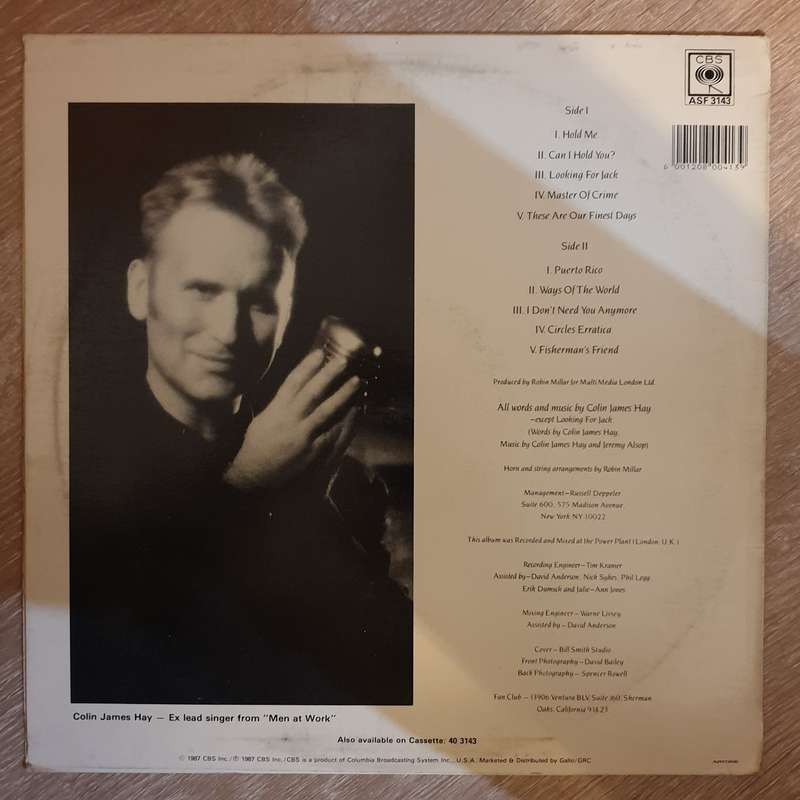 CBS
ASF 3143
6 001208 004139
Side I
I. Hold Me
II. Can I Hold You?
III. Looking For Jack
IV. Master Of Crime
V. These Are Our Finest Days
Side II
I. Puerto Rico
II. Ways Of The World
III. I Don't Need You Anymore
IV. Circles Erratica
V. Fisherman's Friend
Produced by Robin Millar for Multi Media London Ltd.
All words and music by Colin James Hay
–except Looking For Jack
(Words by Colin James Hay,
Music by Colin James Hay and Jeremy Alsop)
Horn and string arrangements by Robin Millar
Management–Russell Deppeler
Suite 600, 575 Madison Avenue,
New York NY 10022
This album was Recorded and Mixed at the Power Plant (London. U.K.)
Recording Engineer–Tom Kramer
Assisted by–David Anderson, Nick Sykes, Phil Legg
Erik Dumsch and Julie–Ann Jones
Mixing Engineer – Warne Livsey
Assisted by – David Anderson
Cover – Bill Smith Studio
Front Photography – David Bailey
Back Photography – Spencer Rowell
Fan Club – 13906 Ventura BLV, Suite 360, Sherman
Oaks, California 91423
Colin James Hay – Ex lead singer from "Men at Work"
Also available on Cassette: 40 3143
© 1987 CBS Inc./℗ 1987 CBS Inc./CBS is a product of Columbia Broadcasting System Inc., U.S.A. Marketed & Distributed by Gallo/GRC